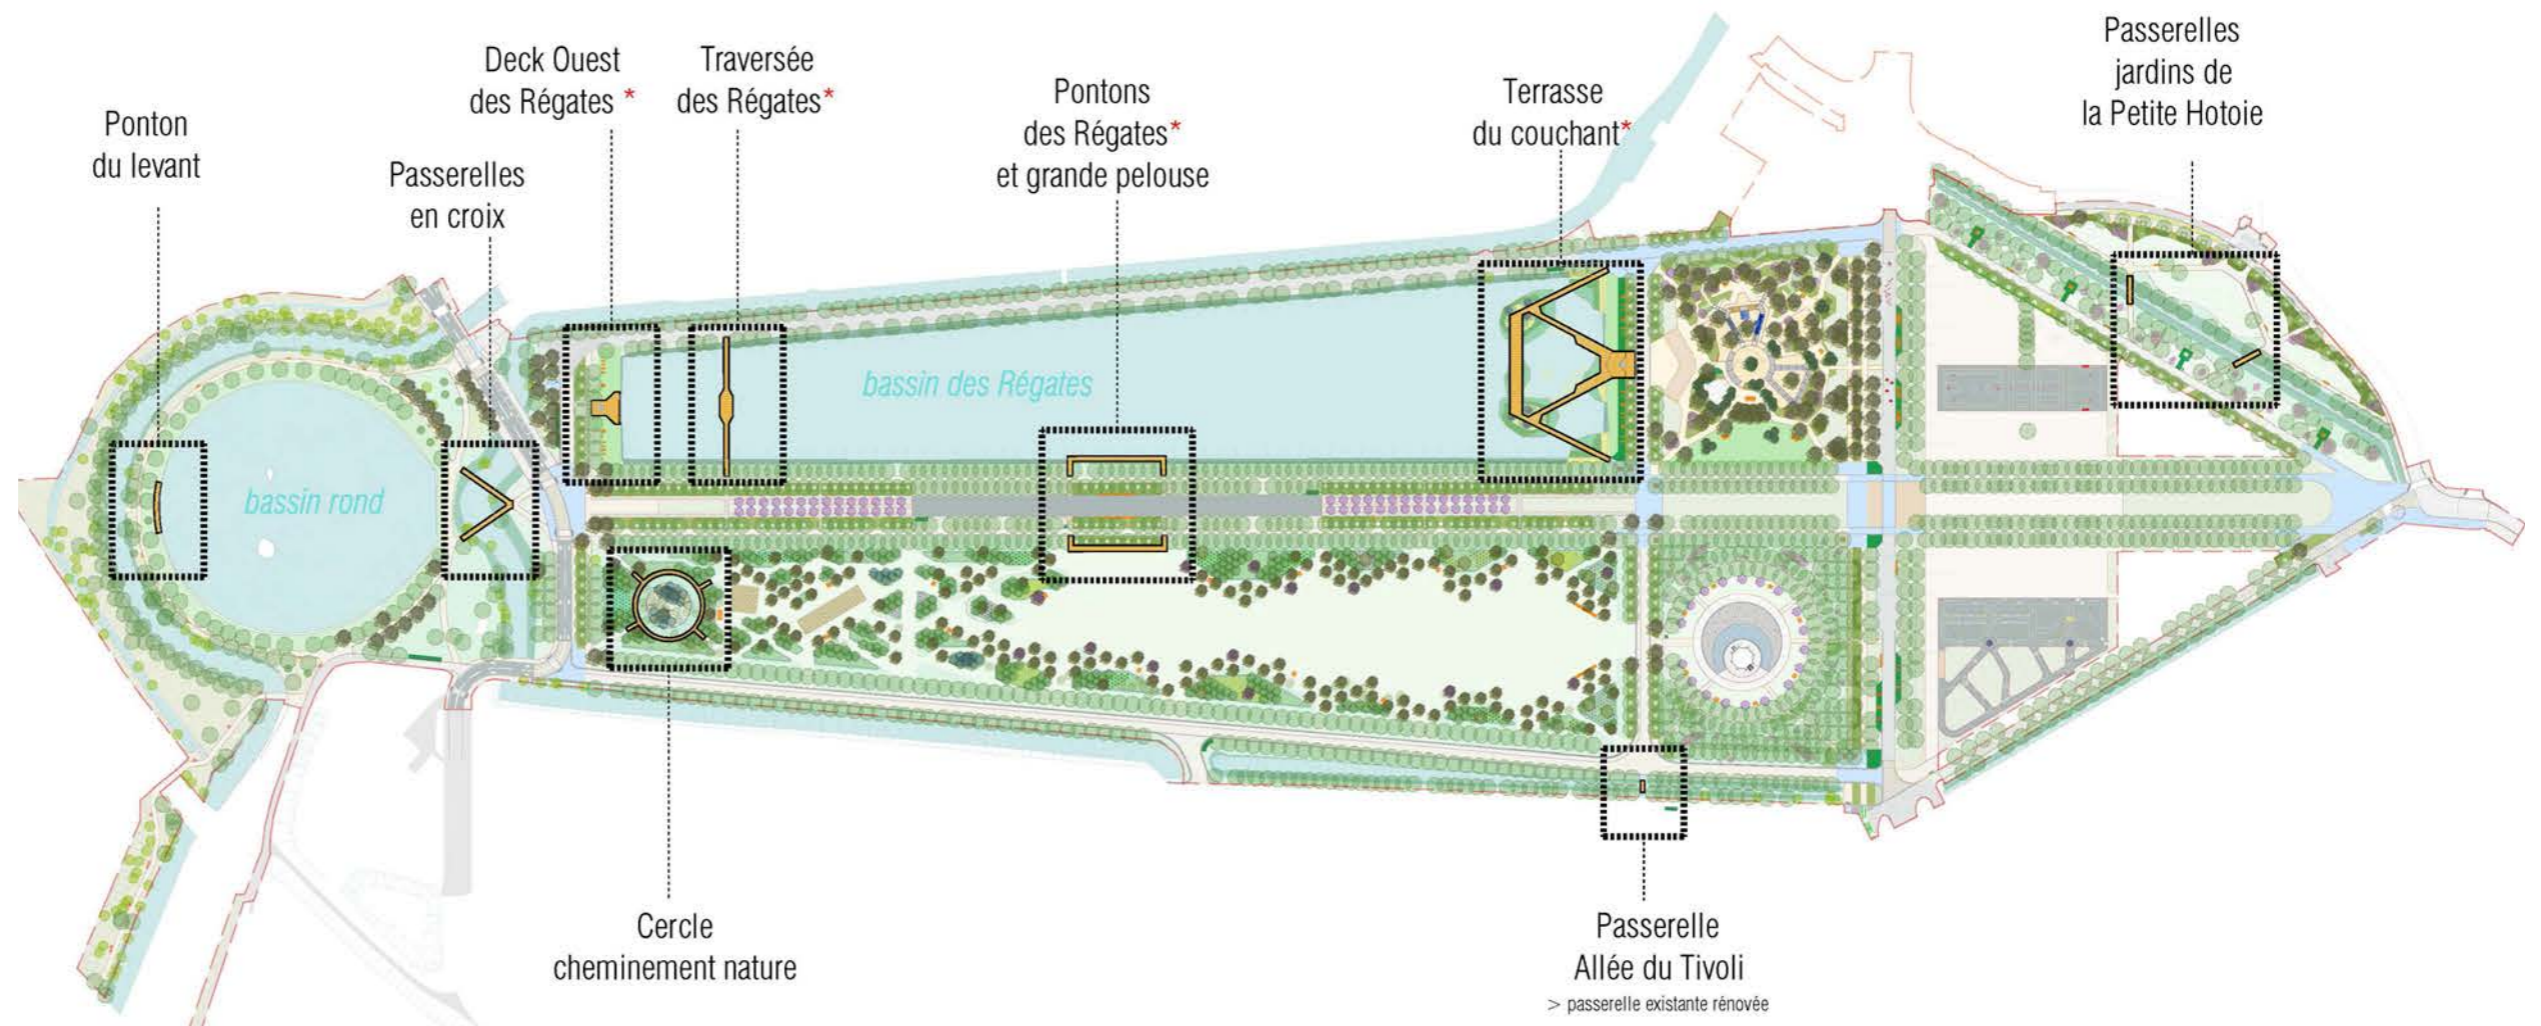 Ponton
du levant
Passerelles
en croix
Deck Ouest
des Régates *
Traversée
des Régates*
Pontons
des Régates*
et grande pelouse
Terrasse
du couchant*
Passerelles
jardins de
la Petite Hotoie
bassin des Régates
bassin rond
Cercle
cheminement nature
Passerelle
Allée du Tivoli
> passerelle existante rénovée